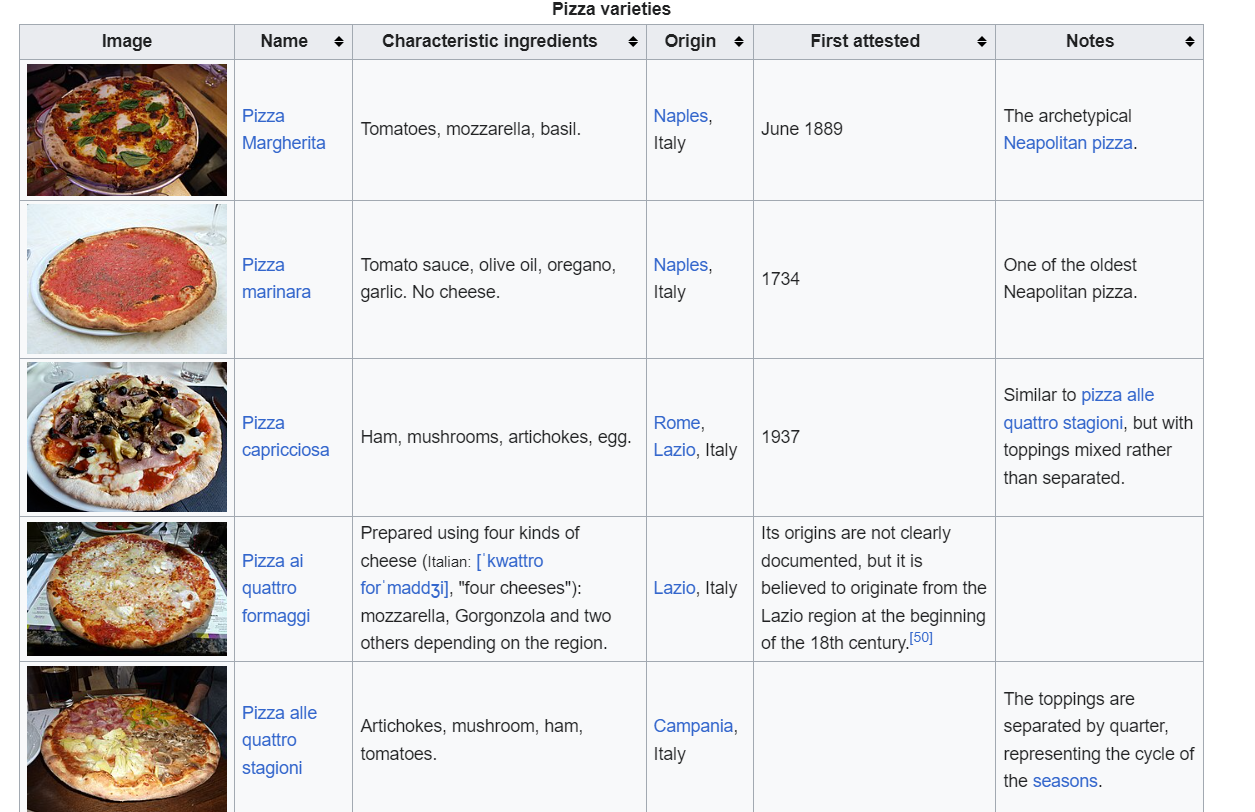 Pizza varieties
Image Name Characteristic ingredients Origin First attested Notes
Pizza
Margherita
Tomatoes, mozzarella, basil.
Naples,
Italy
June 1889
The archetypical
Neapolitan pizza.
Pizza
marinara
Tomato sauce, olive oil, oregano,
garlic. No cheese.
Naples,
Italy
1734
One of the oldest
Neapolitan pizza.
Pizza
capricciosa
Ham, mushrooms, artichokes, egg.
Rome,
Lazio, Italy
1937
Similar to pizza alle
quattro stagioni, but with
toppings mixed rather
than separated.
Pizza ai
quattro
formaggi
Prepared using four kinds of
cheese (Italian: [ˈkwattro
forˈmaddʒi], "four cheeses"):
mozzarella, Gorgonzola and two
others depending on the region.
Lazio, Italy
Its origins are not clearly
documented, but it is
believed to originate from the
Lazio region at the beginning
of the 18th century.[50]
Pizza alle
quattro
stagioni
Artichokes, mushroom, ham,
tomatoes.
Campania,
Italy
The toppings are
separated by quarter,
representing the cycle of
the seasons.